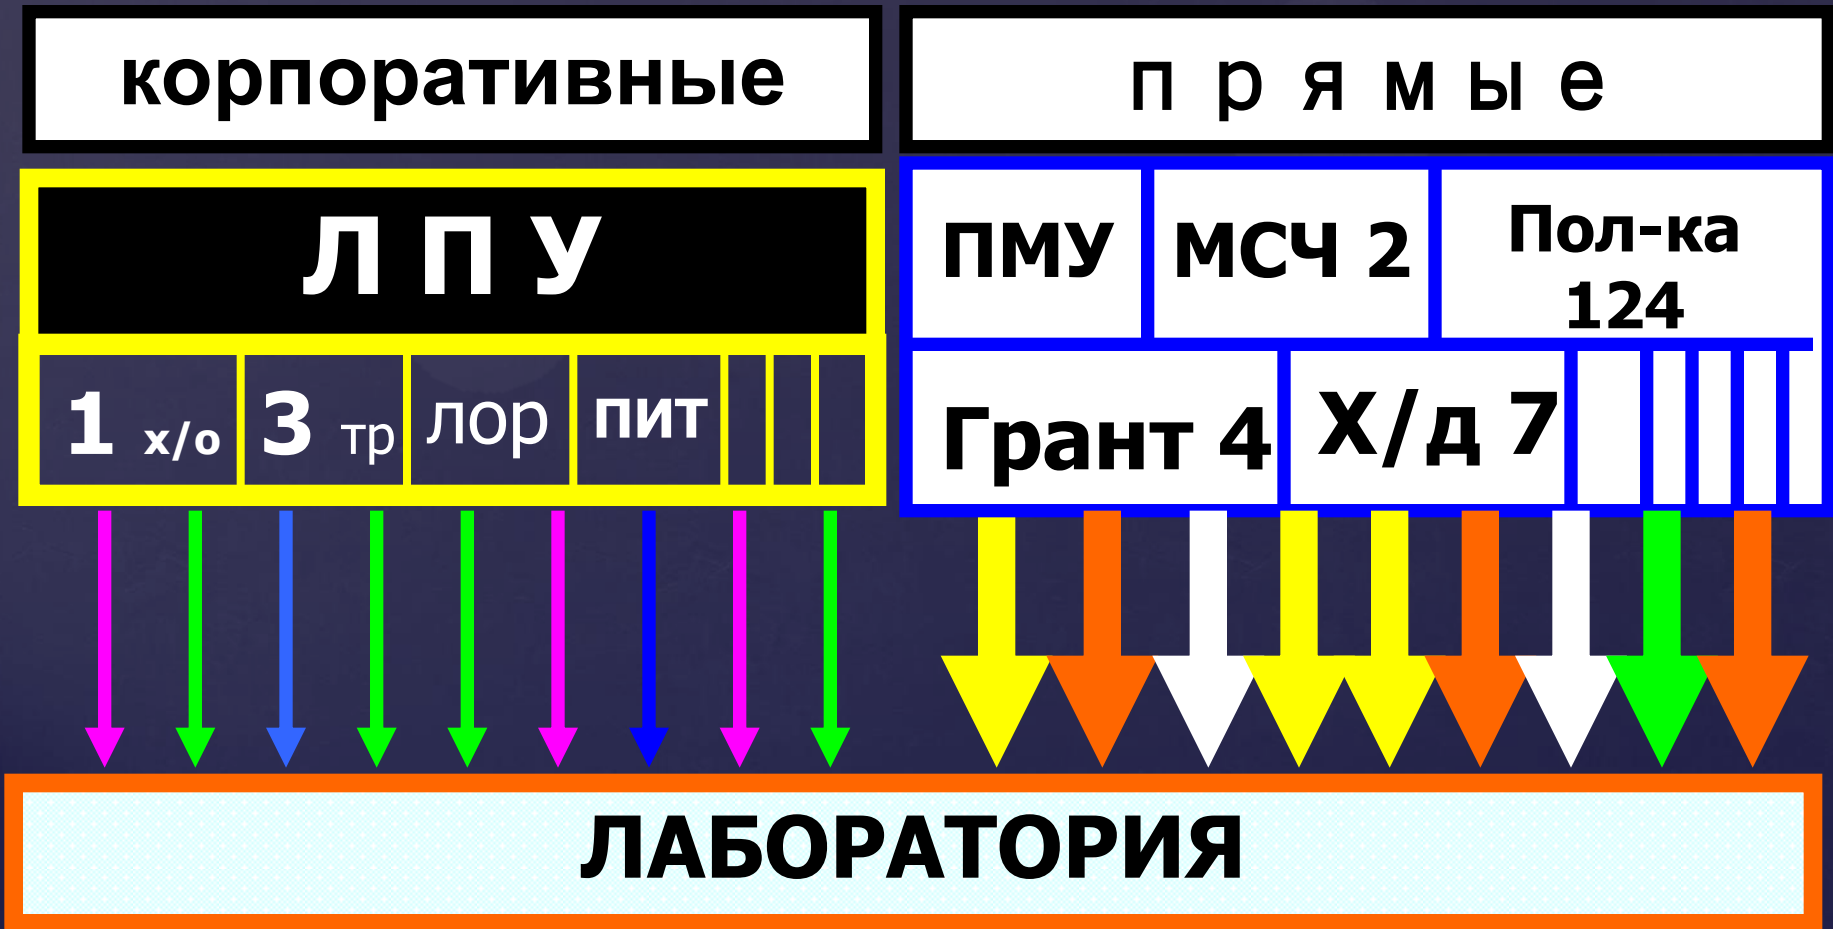 корпоративные
п р я м ы е
Л П У
ПМУ
МСЧ 2
Пол-ка
124
1 х/о
3 тр
лор
пит
Грант 4
Х/д 7
ЛАБОРАТОРИЯ